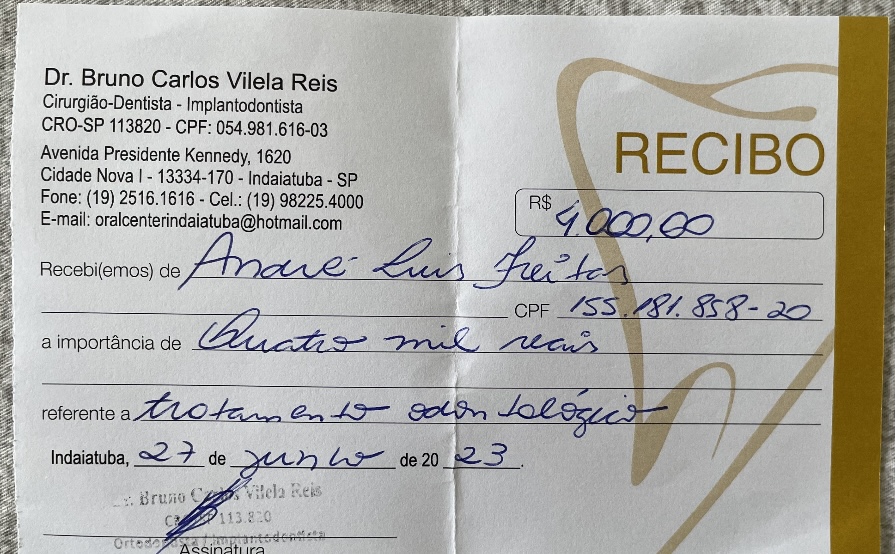 Dr. Bruno Carlos Vilela Reis
Cirurgião-Dentista - Implantodontista
CRO-SP 113820 - CPF: 054.981.616-03
Avenida Presidente Kennedy, 1620
Cidade Nova I - 13334-170 - Indaiatuba - SP
Fone: (19) 2516.1616 - Cel.: (19) 98225.4000
E-mail: oralcenterindaiatuba@hotmail.com
RECIBO
R$ 4.000,00
Recebi(emos) de André Luis Freitas
CPF 155.181.858-20
a importância de Quatro mil reais
referente a tratamento odontológico
Indaiatuba, 27 de junho de 20 23.
Dr. Bruno Carlos Vilela Reis
113.820
Ortodontista / Implantodontista
Assinatura